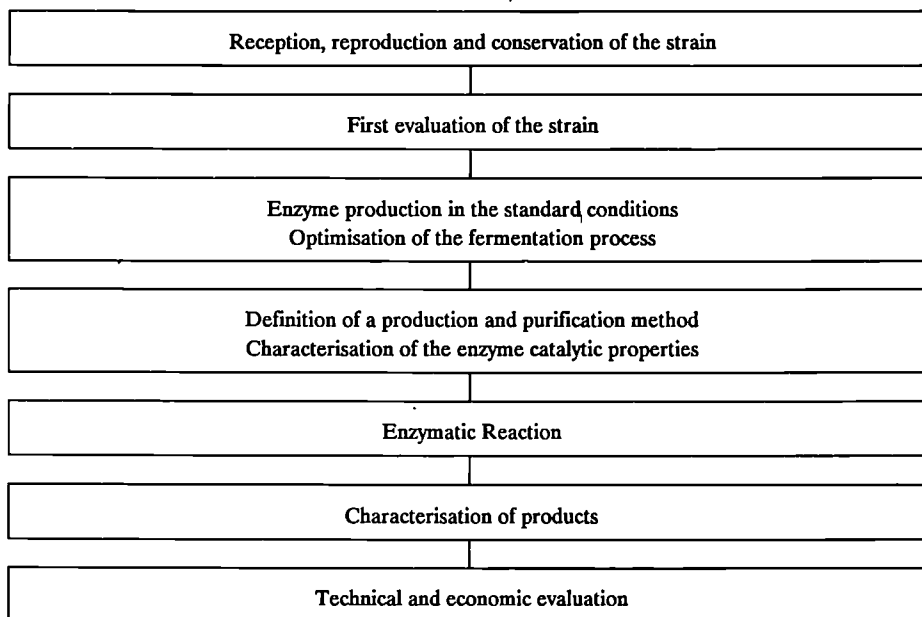 Reception, reproduction and conservation of the strain
First evaluation of the strain
Enzyme production in the standard conditions
Optimisation of the fermentation process
Definition of a production and purification method
Characterisation of the enzyme catalytic properties
Enzymatic Reaction
Characterisation of products
Technical and economic evaluation